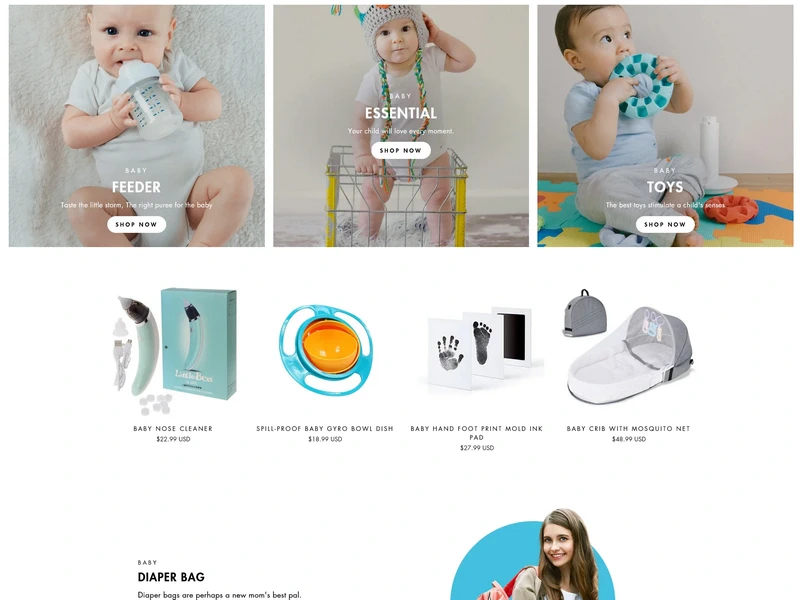 BABY
FEEDER
Taste the little storm, The right puree for the baby
SHOP NOW
BABY
ESSENTIAL
Your child will love every moment.
SHOP NOW
BABY
TOYS
The best toys stimulate a child's senses
SHOP NOW
LittleBes
BABY NOSE CLEANER
$22.99 USD
SPILL-PROOF BABY GYRO BOWL DISH
$18.99 USD
BABY HAND FOOT PRINT MOLD INK
PAD
$27.99 USD
BABY CRIB WITH MOSQUITO NET
$48.99 USD
BABY
DIAPER BAG
Diaper bags are perhaps a new mom's best pal.